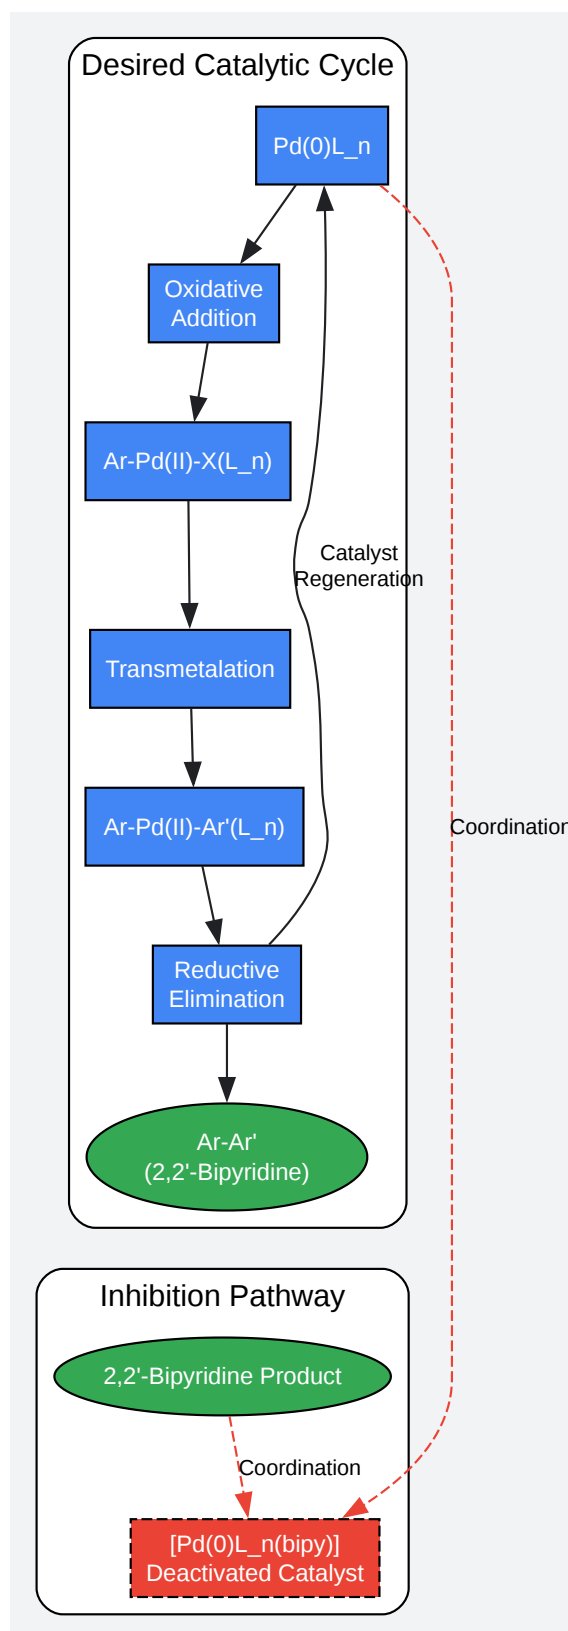 Desired Catalytic Cycle
Pd(0)L_n
Oxidative
Addition
Ar-Pd(II)-X(L_n)
Catalyst
Regeneration
Transmetalation
Ar-Pd(II)-Ar'(L_n)
Coordination
Reductive
Elimination
Ar-Ar'
(2,2'-Bipyridine)
Inhibition Pathway
2,2'-Bipyridine Product
Coordination
[Pd(0)L_n(bipy)]
Deactivated Catalyst